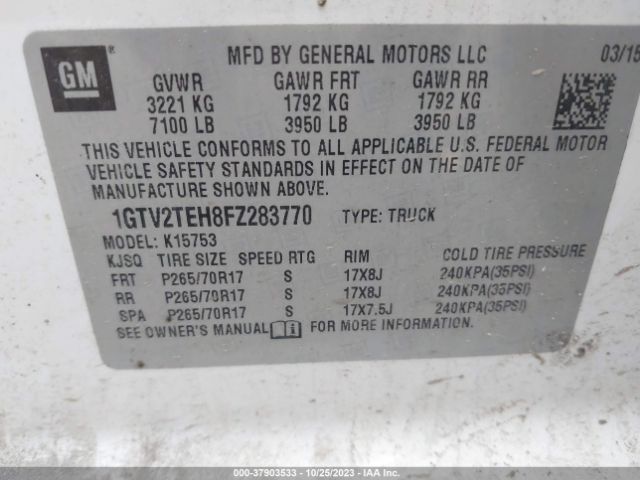 GM ®
MFD BY GENERAL MOTORS LLC 03/15
GVWR GAWR FRT GAWR RR
3221 KG 1792 KG 1792 KG
7100 LB 3950 LB 3950 LB
THIS VEHICLE CONFORMS TO ALL APPLICABLE U.S. FEDERAL MOTOR
VEHICLE SAFETY STANDARDS IN EFFECT ON THE DATE OF
MANUFACTURE SHOWN ABOVE.
1GTV2TEH8FZ283770 TYPE: TRUCK
MODEL: K15753
KJSQ TIRE SIZE SPEED RTG RIM COLD TIRE PRESSURE
FRT P265/70R17 S 17X8J 240KPA(35PSI)
RR P265/70R17 S 17X8J 240KPA(35PSI)
SPA P265/70R17 S 17X7.5J 240KPA(35PSI)
SEE OWNER'S MANUAL i FOR MORE INFORMATION.
000-37903533 - 10/25/2023 - IAA Inc.